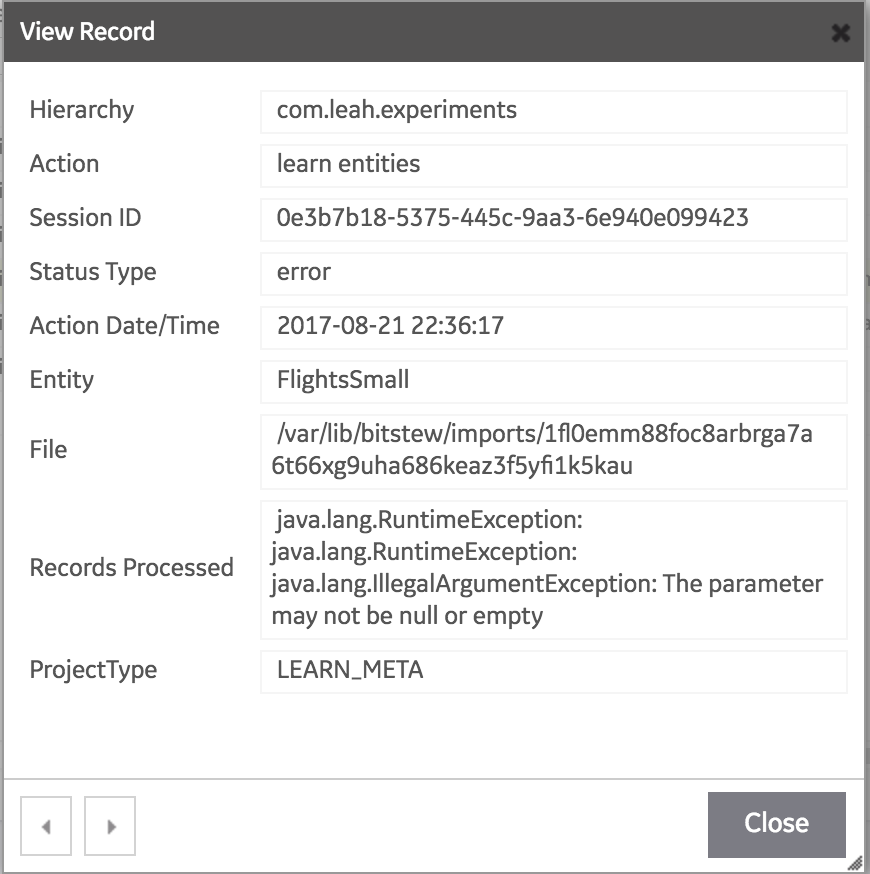 View Record
Hierarchy com.leah.experiments
Action learn entities
Session ID 0e3b7b18-5375-445c-9aa3-6e940e099423
Status Type error
Action Date/Time 2017-08-21 22:36:17
Entity FlightsSmall
File /var/lib/bitstew/imports/1fl0emm88foc8arbrga7a
6t66xg9uha686keaz3f5yfi1k5kau
Records Processed java.lang.RuntimeException:
java.lang.RuntimeException:
java.lang.IllegalArgumentException: The parameter
may not be null or empty
ProjectType LEARN_META
Close